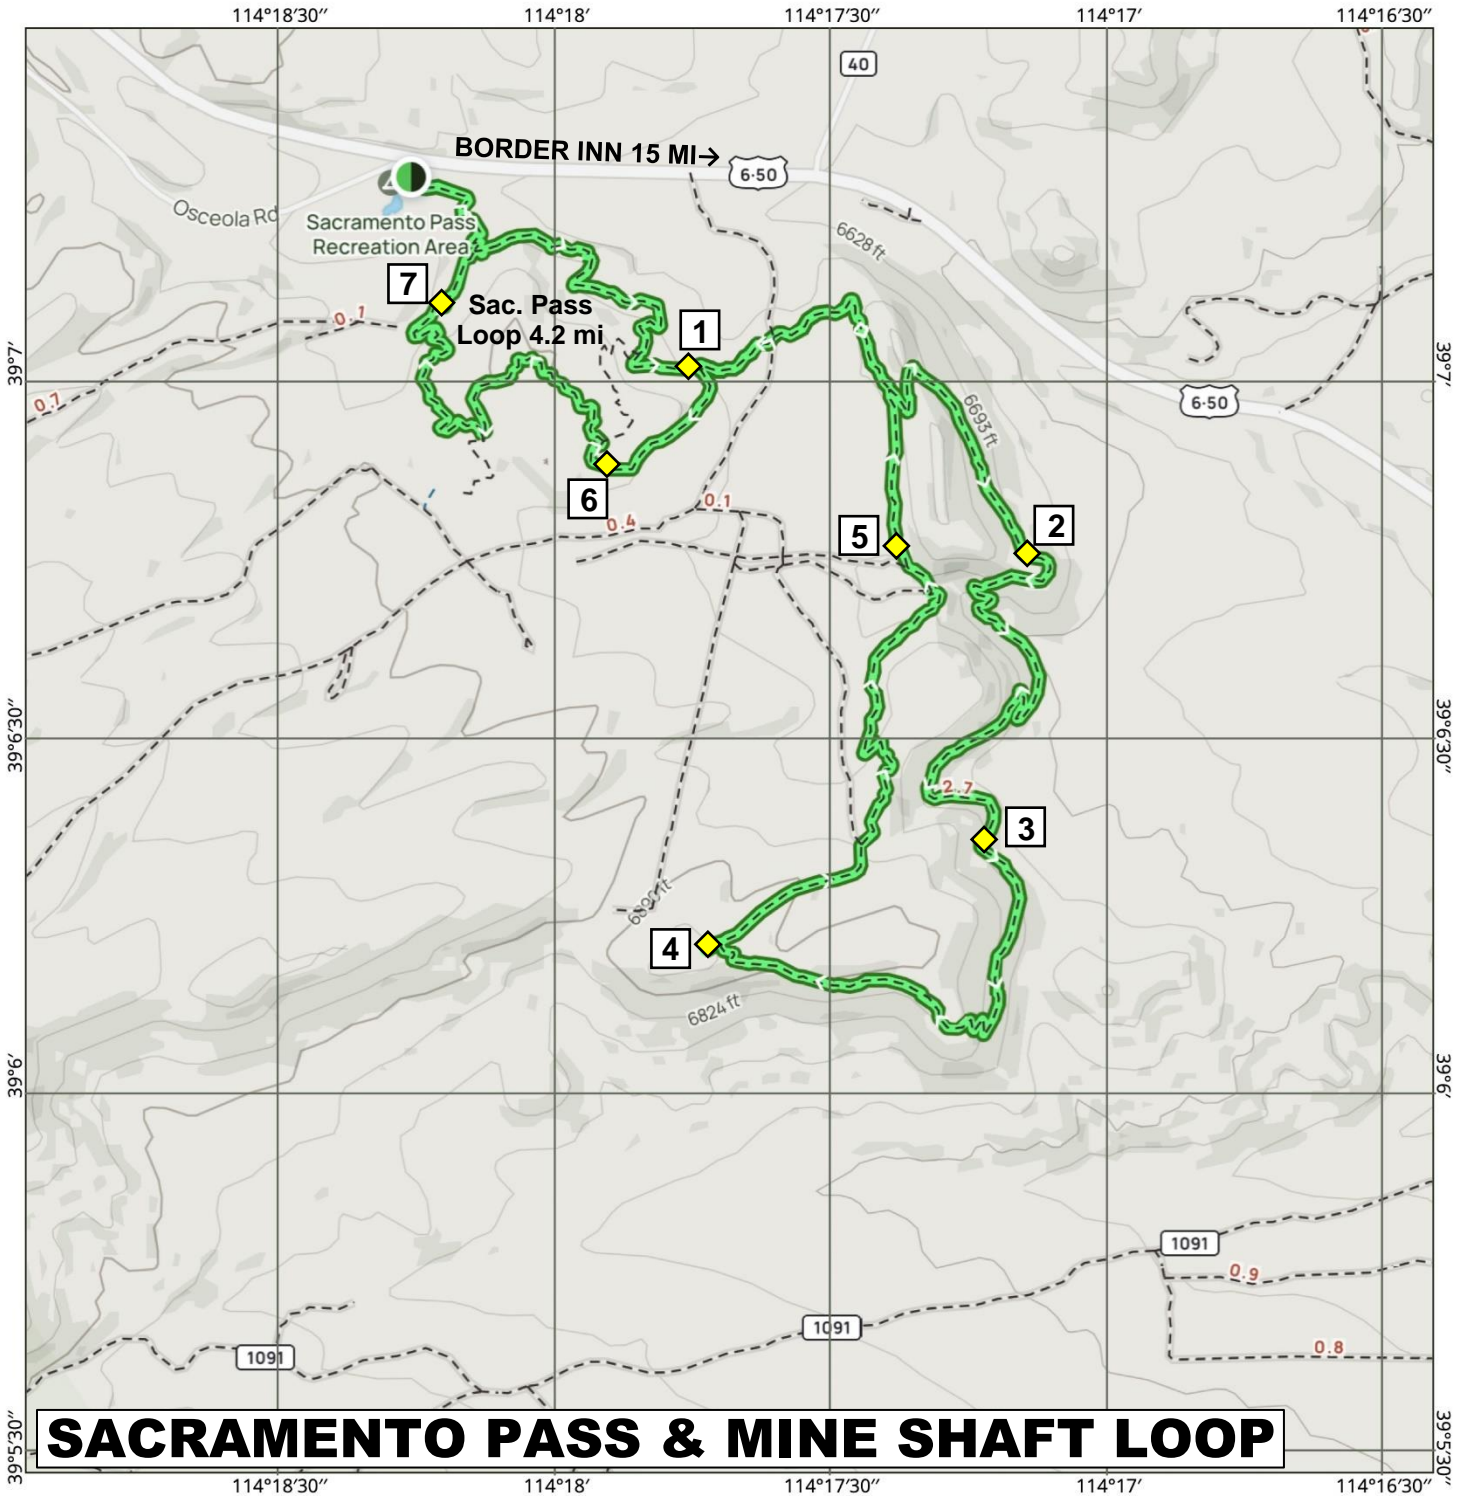 114°18'30" 114°18' 114°17'30" 114°17' 114°16'30"
40
BORDER INN 15 MI→
6·50
Osceola Rd
Sacramento Pass
Recreation Area
6628 ft
7
Sac. Pass
Loop 4.2 mi
0.1
1
39°7'
39°7'
0.7
6·50
6693 ft
6
0.1
0.4
5
2
39°6'30"
39°6'30"
2.7
3
6890 ft
4
6824 ft
39°6'
39°6'
1091
0.9
1091
0.8
1091
39°5'30"
39°5'30"
SACRAMENTO PASS & MINE SHAFT LOOP
114°18'30" 114°18' 114°17'30" 114°17' 114°16'30"